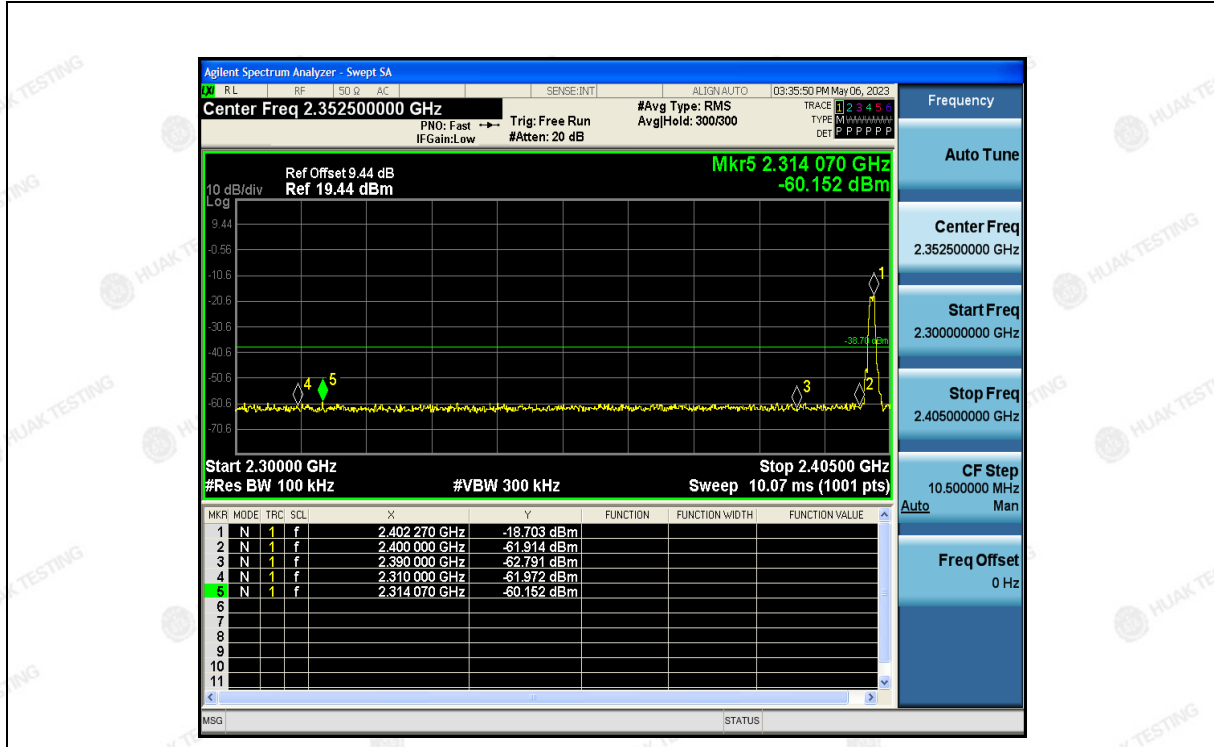 Agilent Spectrum Analyzer - Swept SA
RL RF 50 Ω AC SENSE:INT ALIGN AUTO 03:35:50 PM May 06, 2023
Center Freq 2.352500000 GHz
PNO: Fast
IFGain:Low
Trig: Free Run
#Atten: 20 dB
#Avg Type: RMS
Avg|Hold: 300/300
TRACE 1 2 3 4 5 6
TYPE M
DET P P P P P P
Mkr5 2.314 070 GHz
-60.152 dBm
Ref Offset 9.44 dB
10 dB/div Ref 19.44 dBm
Log
9.44
-0.56
-10.6
-20.6
-30.6
-40.6
-50.6
-60.6
-70.6
1
-38.70 dBm
4 5 3 2
Start 2.30000 GHz Stop 2.40500 GHz
#Res BW 100 kHz #VBW 300 kHz Sweep 10.07 ms (1001 pts)
MKR MODE TRC SCL X Y FUNCTION FUNCTION WIDTH FUNCTION VALUE
1 N 1 f 2.402 270 GHz -18.703 dBm
2 N 1 f 2.400 000 GHz -61.914 dBm
3 N 1 f 2.390 000 GHz -62.791 dBm
4 N 1 f 2.310 000 GHz -61.972 dBm
5 N 1 f 2.314 070 GHz -60.152 dBm
6
7
8
9
10
11
MSG STATUS
Frequency
Auto Tune
Center Freq
2.352500000 GHz
Start Freq
2.300000000 GHz
Stop Freq
2.405000000 GHz
CF Step
10.500000 MHz
Auto Man
Freq Offset
0 Hz
HUAK TESTING